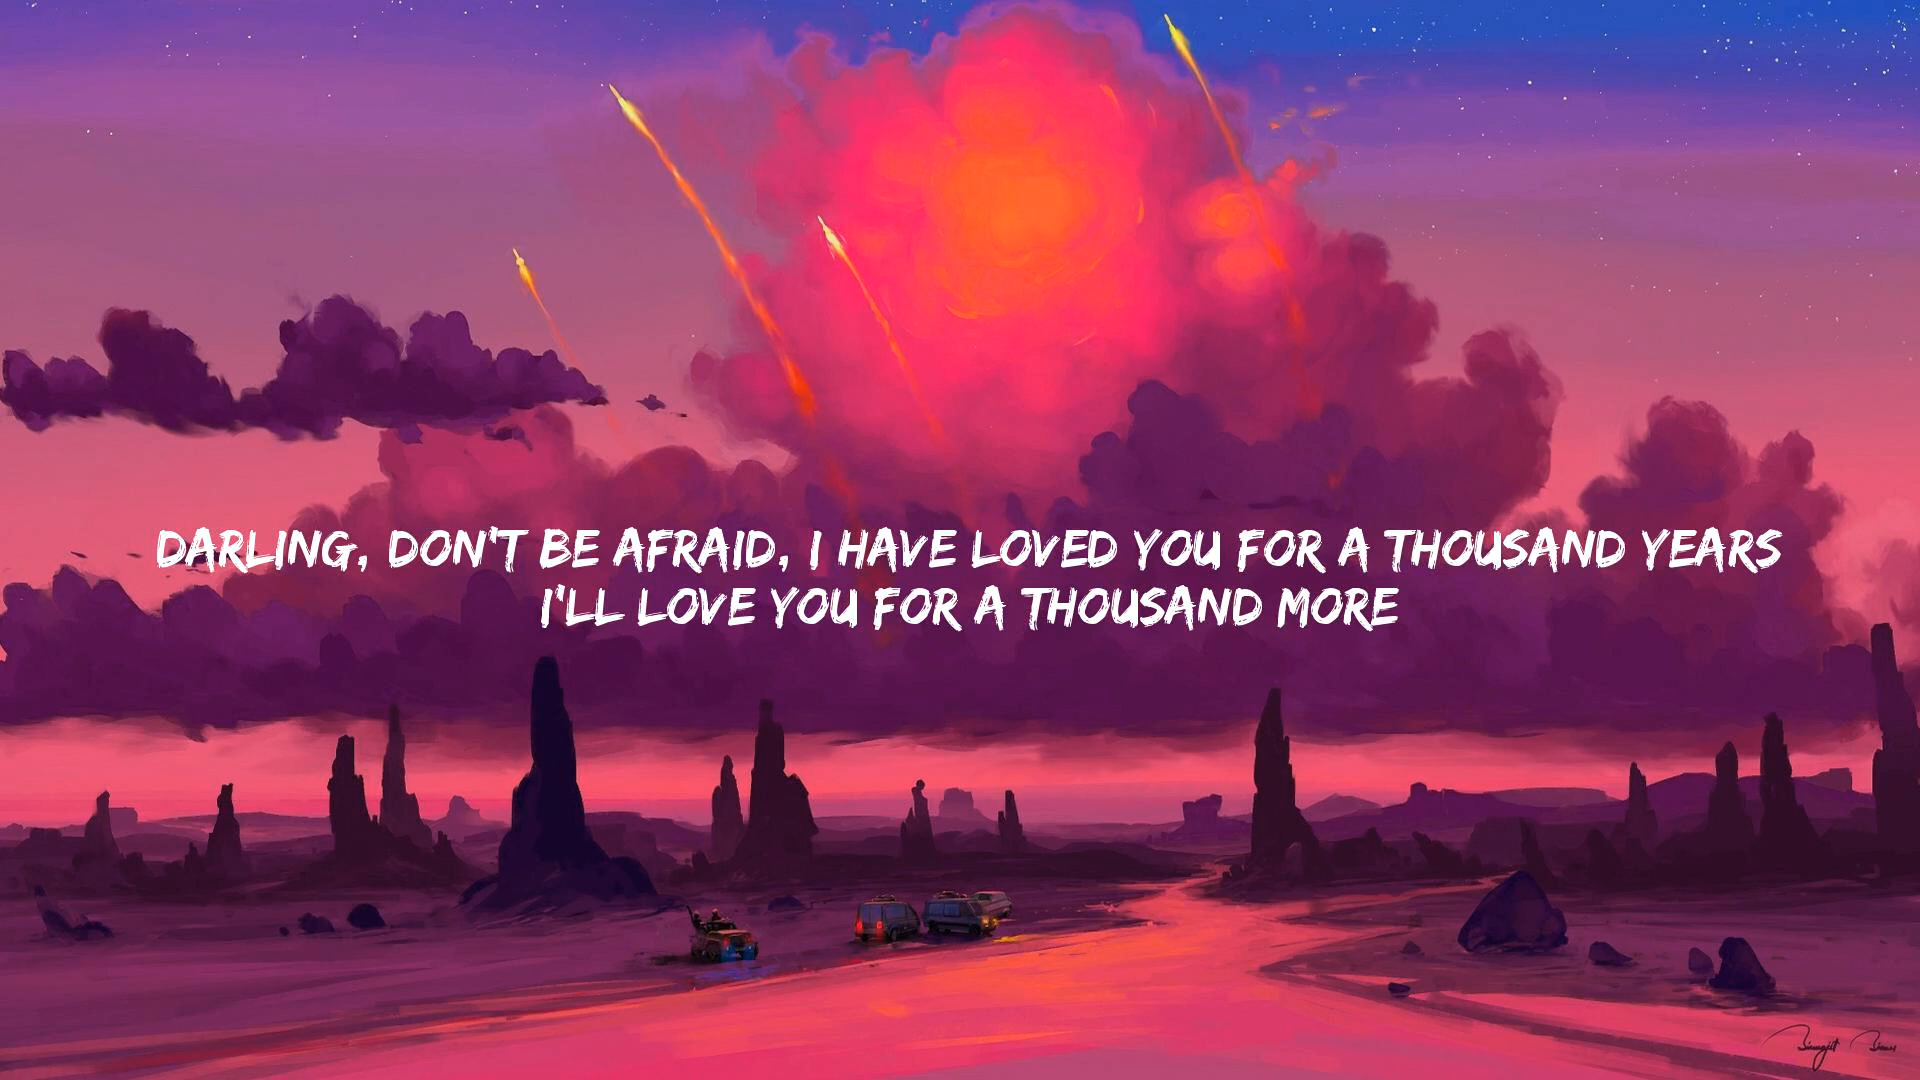 DARLING, DON'T BE AFRAID, I HAVE LOVED YOU FOR A THOUSAND YEARS
I'LL LOVE YOU FOR A THOUSAND MORE